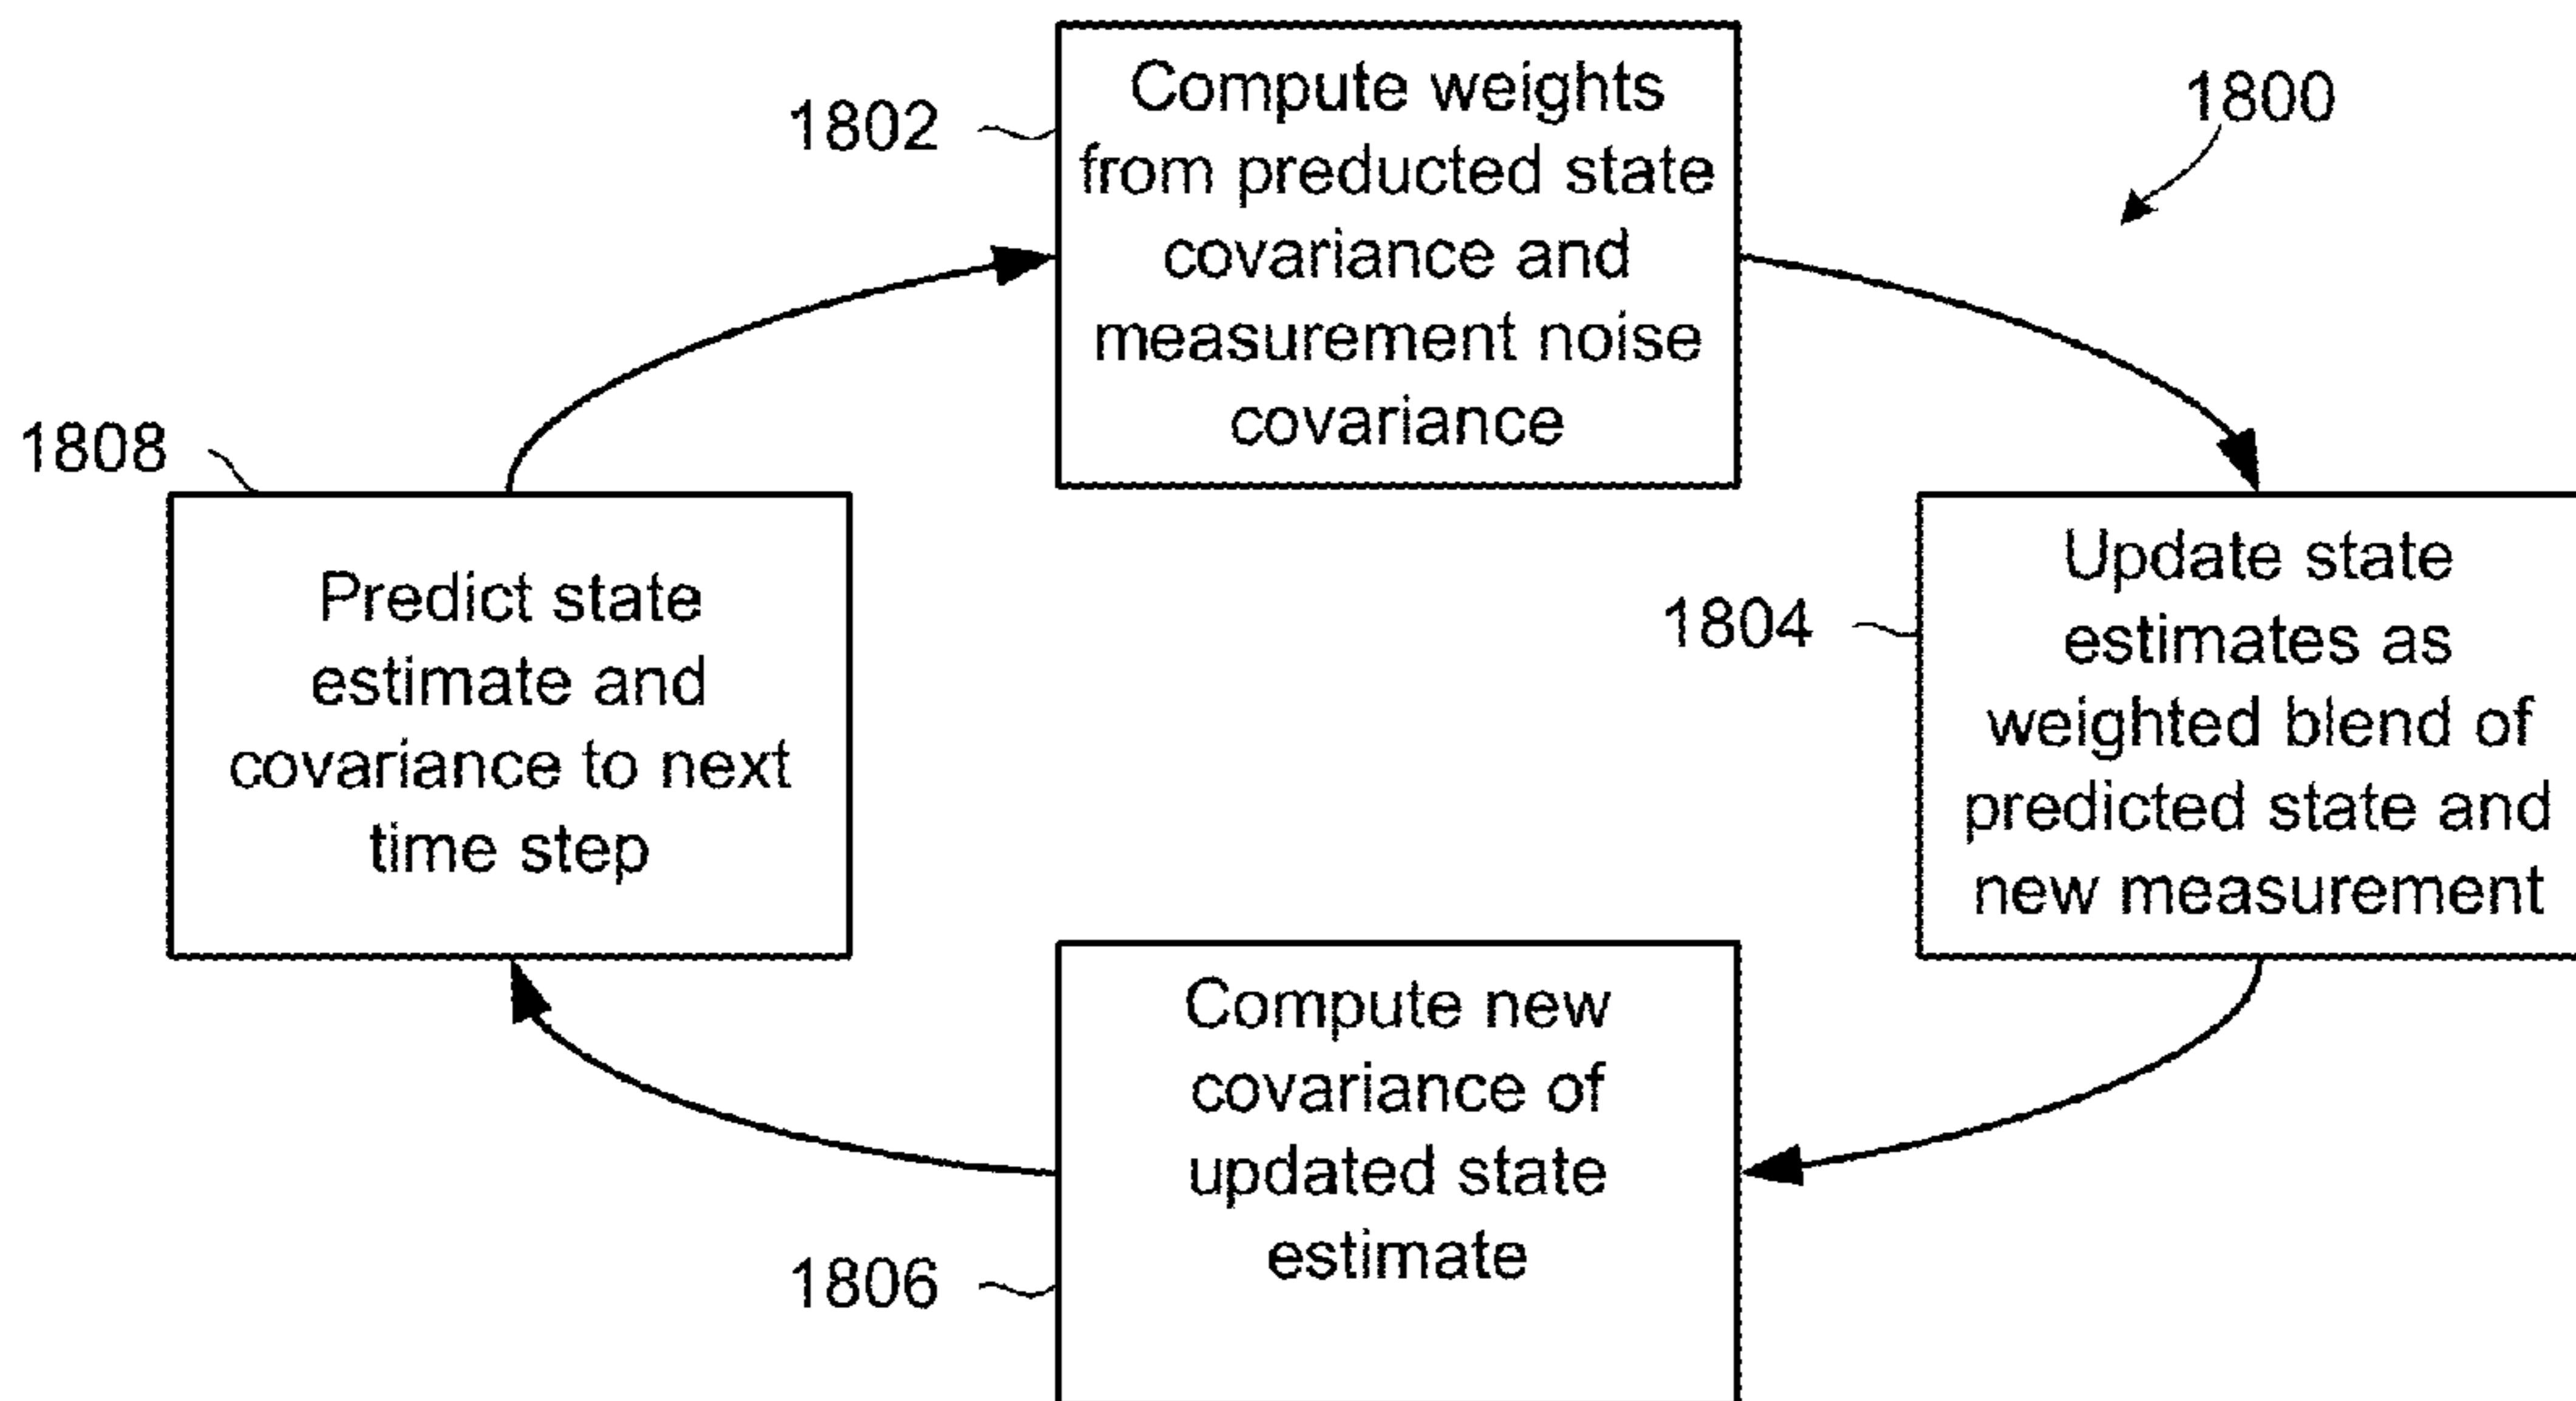 1800
1802
Compute weights
from preducted state
covariance and
measurement noise
covariance
1804
Update state
estimates as
weighted blend of
predicted state and
new measurement
1806
Compute new
covariance of
updated state
estimate
1808
Predict state
estimate and
covariance to next
time step